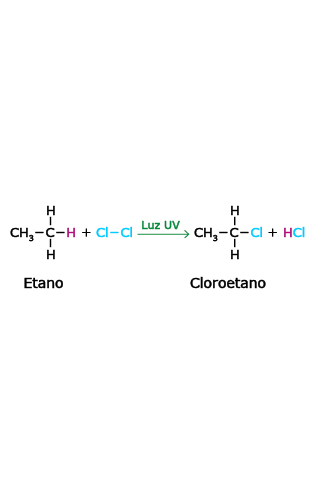 Luz UV
H H
CH₃—C—H + Cl—Cl CH₃—C—Cl + HCl
H H
Etano Cloroetano